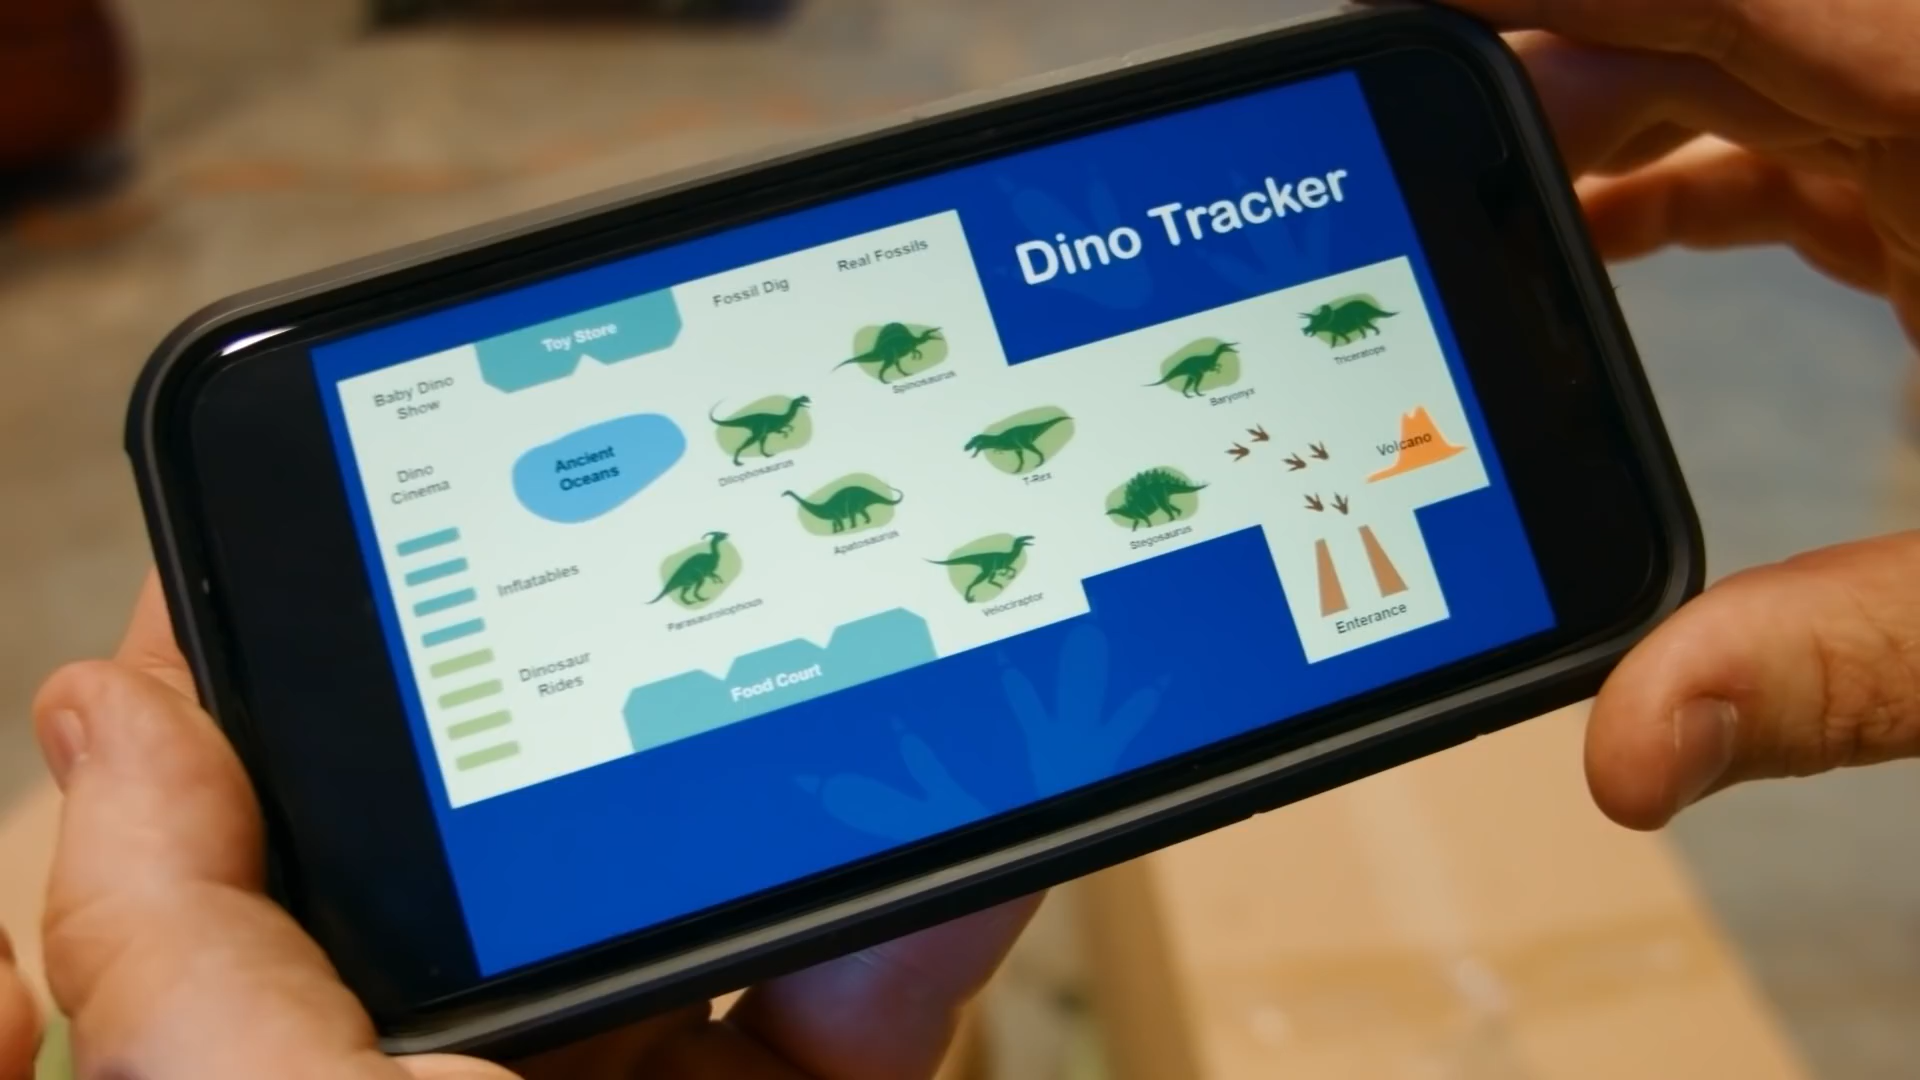 Dino Tracker
Real Fossils
Fossil Dig
Toy Store
Baby Dino
Show
Spinosaurus
Triceratops
Baryonyx
Ancient
Oceans
Dilophosaurus
T-Rex
Volcano
Dino
Cinema
Apatosaurus
Stegosaurus
Inflatables
Parasaurolophous
Velociraptor
Enterance
Dinosaur
Rides
Food Court